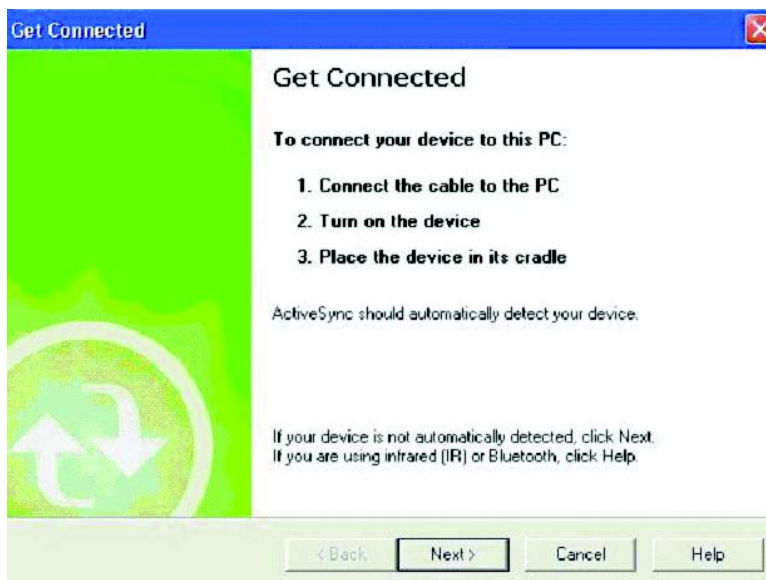 Get Connected
Get Connected
To connect your device to this PC:
1. Connect the cable to the PC
2. Turn on the device
3. Place the device in its cradle
ActiveSync should automatically detect your device.
If your device is not automatically detected, click Next.
If you are using infrared (IR) or Bluetooth, click Help.
< Back Next > Cancel Help